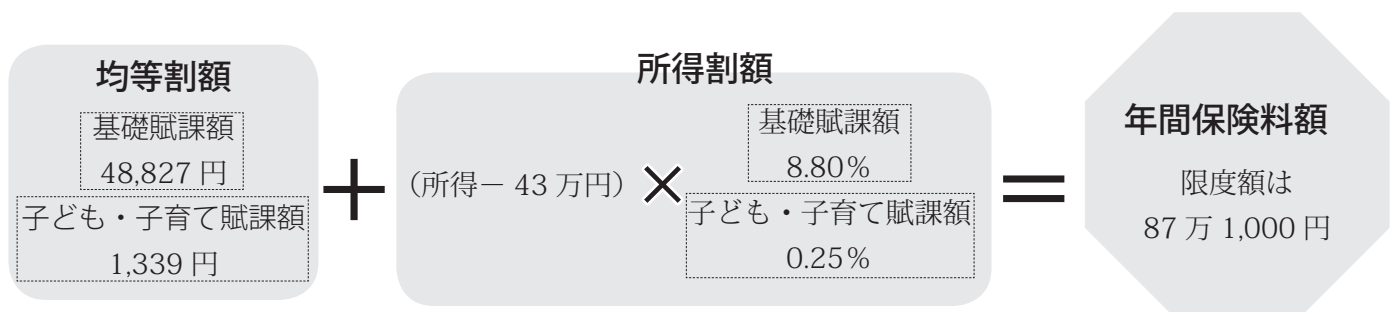 均等割額
基礎賦課額
48,827 円
子ども・子育て賦課額
1,339 円
+
所得割額
（所得－ 43 万円）
×
基礎賦課額
8.80%
子ども・子育て賦課額
0.25%
=
年間保険料額
限度額は
87 万 1,000 円